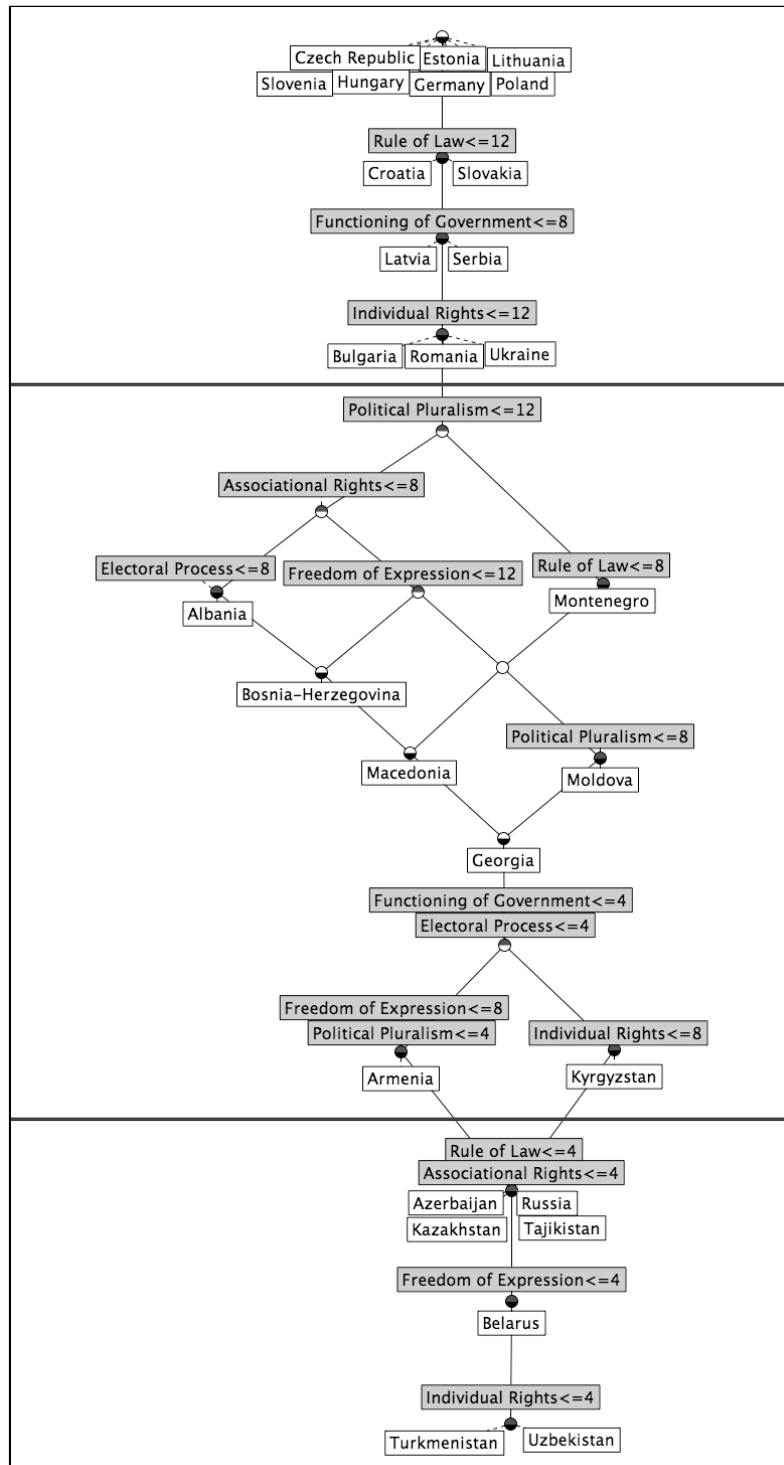 Czech Republic Estonia Lithuania
Slovenia Hungary Germany Poland
Rule of Law<=12
Croatia Slovakia
Functioning of Government<=8
Latvia Serbia
Individual Rights<=12
Bulgaria Romania Ukraine
Political Pluralism<=12
Associational Rights<=8
Electoral Process<=8 Freedom of Expression<=12 Rule of Law<=8
Albania Montenegro
Bosnia-Herzegovina
Political Pluralism<=8
Macedonia Moldova
Georgia
Functioning of Government<=4
Electoral Process<=4
Freedom of Expression<=8
Political Pluralism<=4 Individual Rights<=8
Armenia Kyrgyzstan
Rule of Law<=4
Associational Rights<=4
Azerbaijan Russia
Kazakhstan Tajikistan
Freedom of Expression<=4
Belarus
Individual Rights<=4
Turkmenistan Uzbekistan